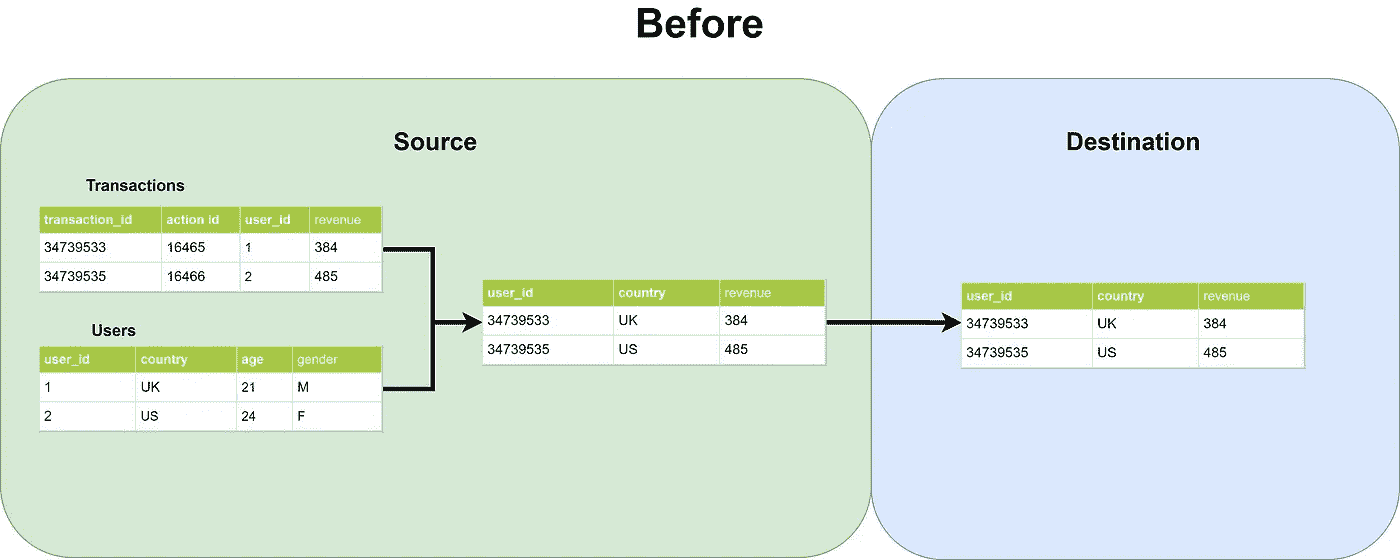 Before
Source
Transactions
transaction_id action Id user_id revenue
34739533 16465 1 384
34739535 16466 2 485
Users
user_id country age gender
1 UK 21 M
2 US 24 F
user_id country revenue
34739533 UK 384
34739535 US 485
Destination
user_id country revenue
34739533 UK 384
34739535 US 485